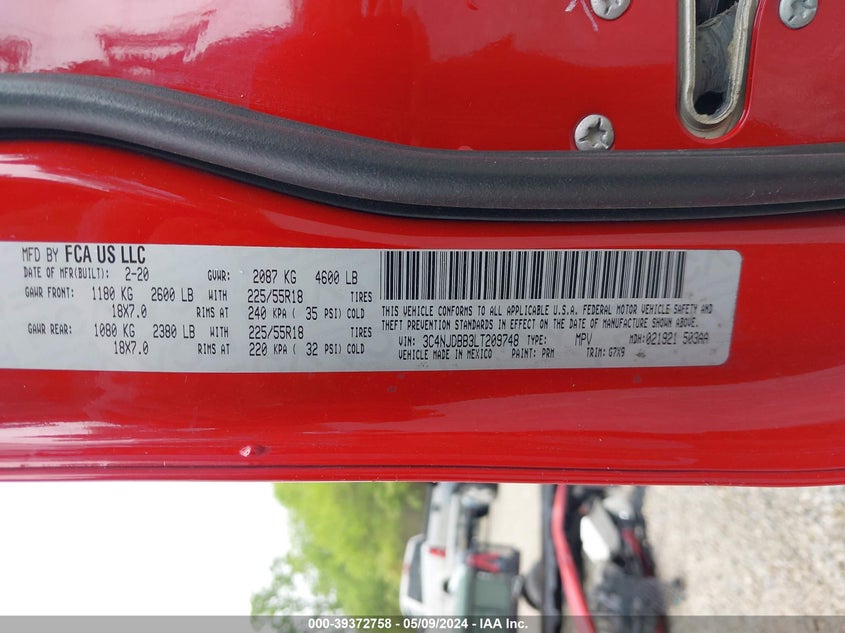 MFD BY FCA US LLC
DATE OF MFR(BUILT): 2-20 GVWR: 2087 KG 4600 LB
GAWR FRONT: 1180 KG 2600 LB WITH 225/55R18 TIRES
18X7.0 RIMS AT 240 KPA ( 35 PSI) COLD
GAWR REAR: 1080 KG 2380 LB WITH 225/55R18 TIRES
18X7.0 RIMS AT 220 KPA ( 32 PSI) COLD
THIS VEHICLE CONFORMS TO ALL APPLICABLE U.S.A. FEDERAL MOTOR VEHICLE SAFETY AND
THEFT PREVENTION STANDARDS IN EFFECT ON THE DATE OF MANUFACTURE SHOWN ABOVE.
VIN: 3C4NJDBB3LT209748 TYPE: MPV MDH: 021921 503AA
VEHICLE MADE IN MEXICO PAINT: PRM TRIM: G7X9
000-39372758 - 05/09/2024 - IAA Inc.